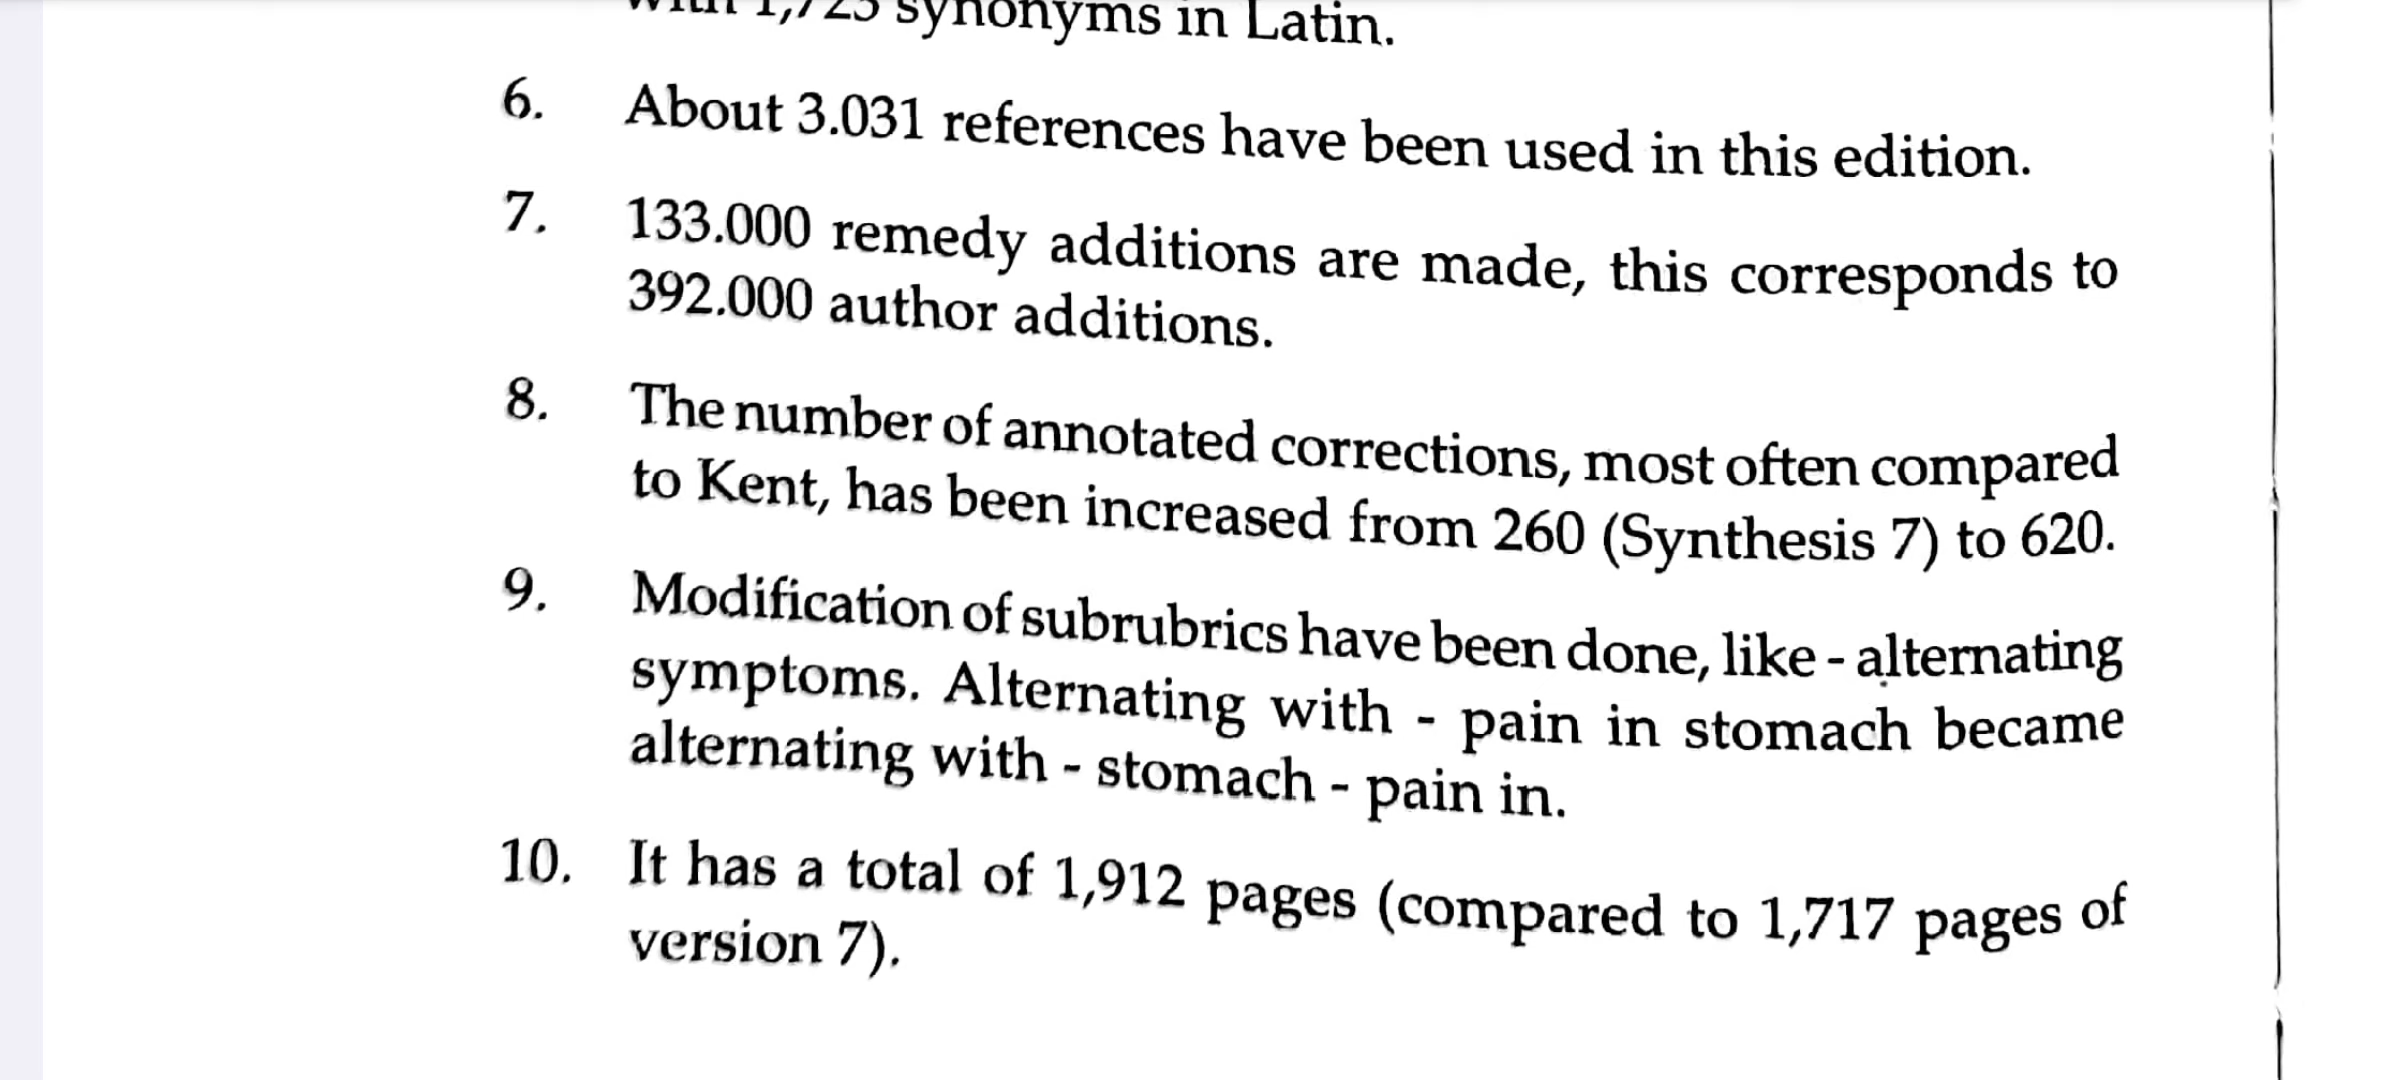 with 1,723 synonyms in Latin.
6. About 3.031 references have been used in this edition.
7. 133.000 remedy additions are made, this corresponds to
392.000 author additions.
8. The number of annotated corrections, most often compared
to Kent, has been increased from 260 (Synthesis 7) to 620.
9. Modification of subrubrics have been done, like - alternating
symptoms. Alternating with - pain in stomach became
alternating with - stomach - pain in.
10. It has a total of 1,912 pages (compared to 1,717 pages of
version 7).